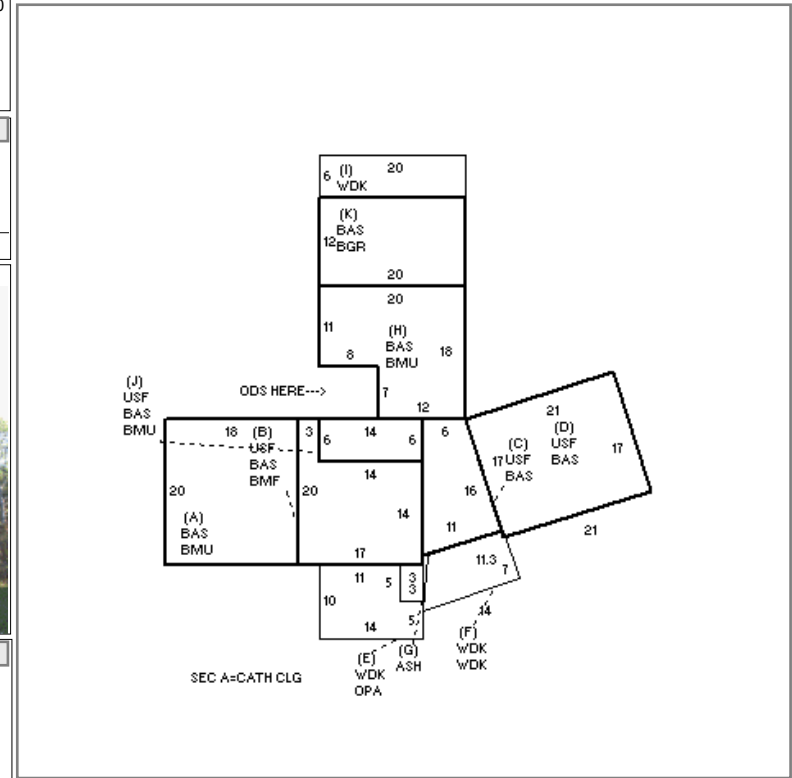 20
6 (I)
WDK
(K)
BAS
12 BGR
20
20
11
(H)
BAS
BMU
18
8
7
12
ODS HERE--->
(J)
USF
BAS
BMU
18
(B)
USF
BAS
BMF
3
6
14
6
6
21
(D)
USF
BAS
17
(C)
USF
BAS
17
20
20
14
14
16
11
21
(A)
BAS
BMU
17
11
5
3
3
11.3
7
10
14
5
14
(E)
WDK
OPA
(G)
ASH
(F)
WDK
WDK
SEC A=CATH CLG